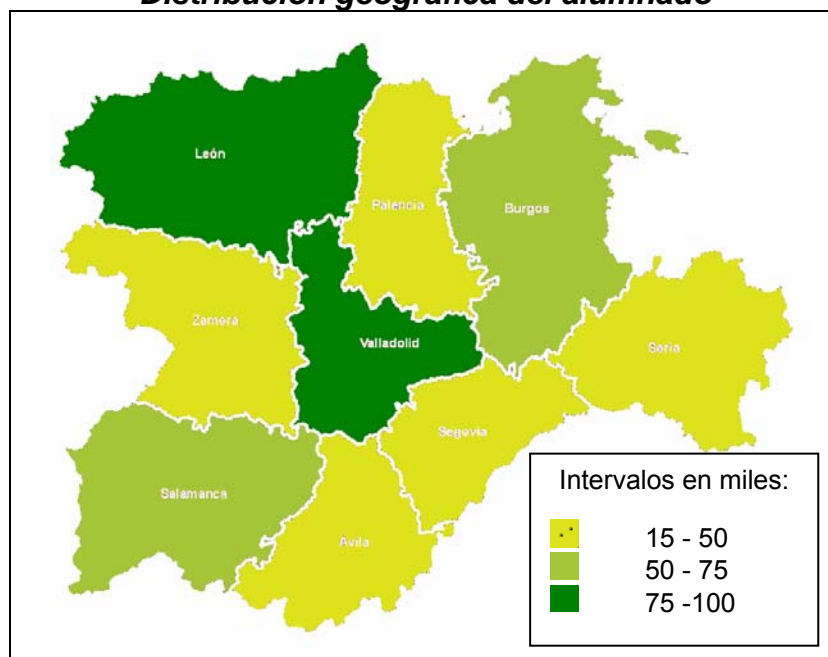 Distribución geográfica del alumnado
León
Palencia
Burgos
Zamora
Valladolid
Soria
Segovia
Salamanca
Avila
Intervalos en miles:
15 - 50
50 - 75
75 -100